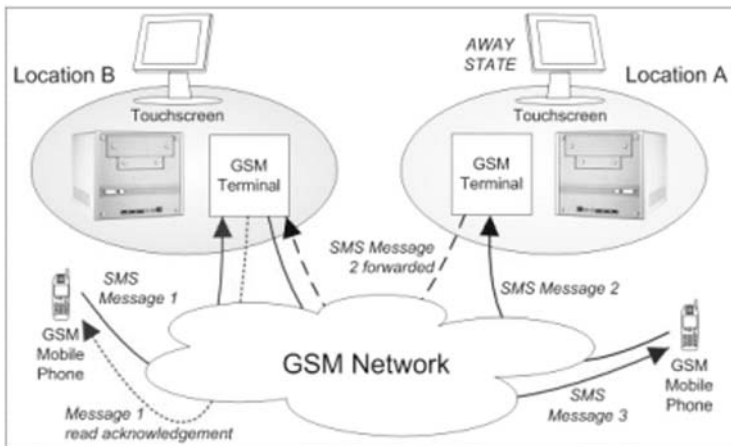 Location B
Touchscreen
GSM
Terminal
AWAY
STATE
Location A
Touchscreen
GSM
Terminal
SMS Message
2 forwarded
SMS
Message 1
SMS Message 2
GSM
Mobile
Phone
GSM Network
GSM
Mobile
Phone
Message 1
read acknowledgement
SMS
Message 3